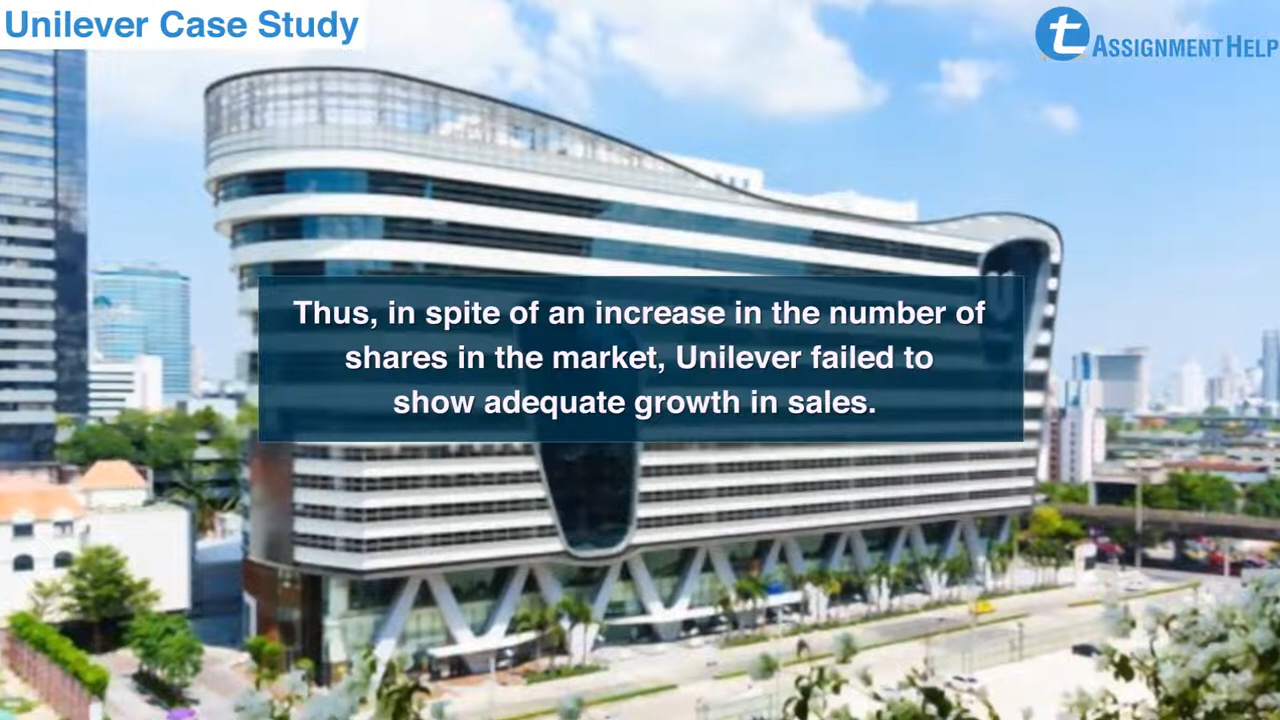 Unilever Case Study
t ASSIGNMENT HELP
Thus, in spite of an increase in the number of
shares in the market, Unilever failed to
show adequate growth in sales.